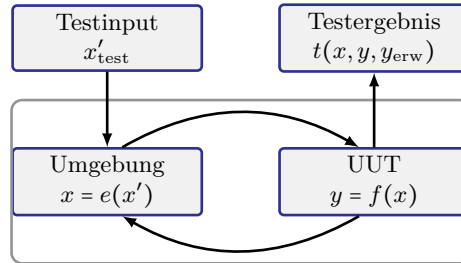 Testinput
x′test
Testergebnis
t(x, y, yerw)
Umgebung
x = e(x′)
UUT
y = f(x)